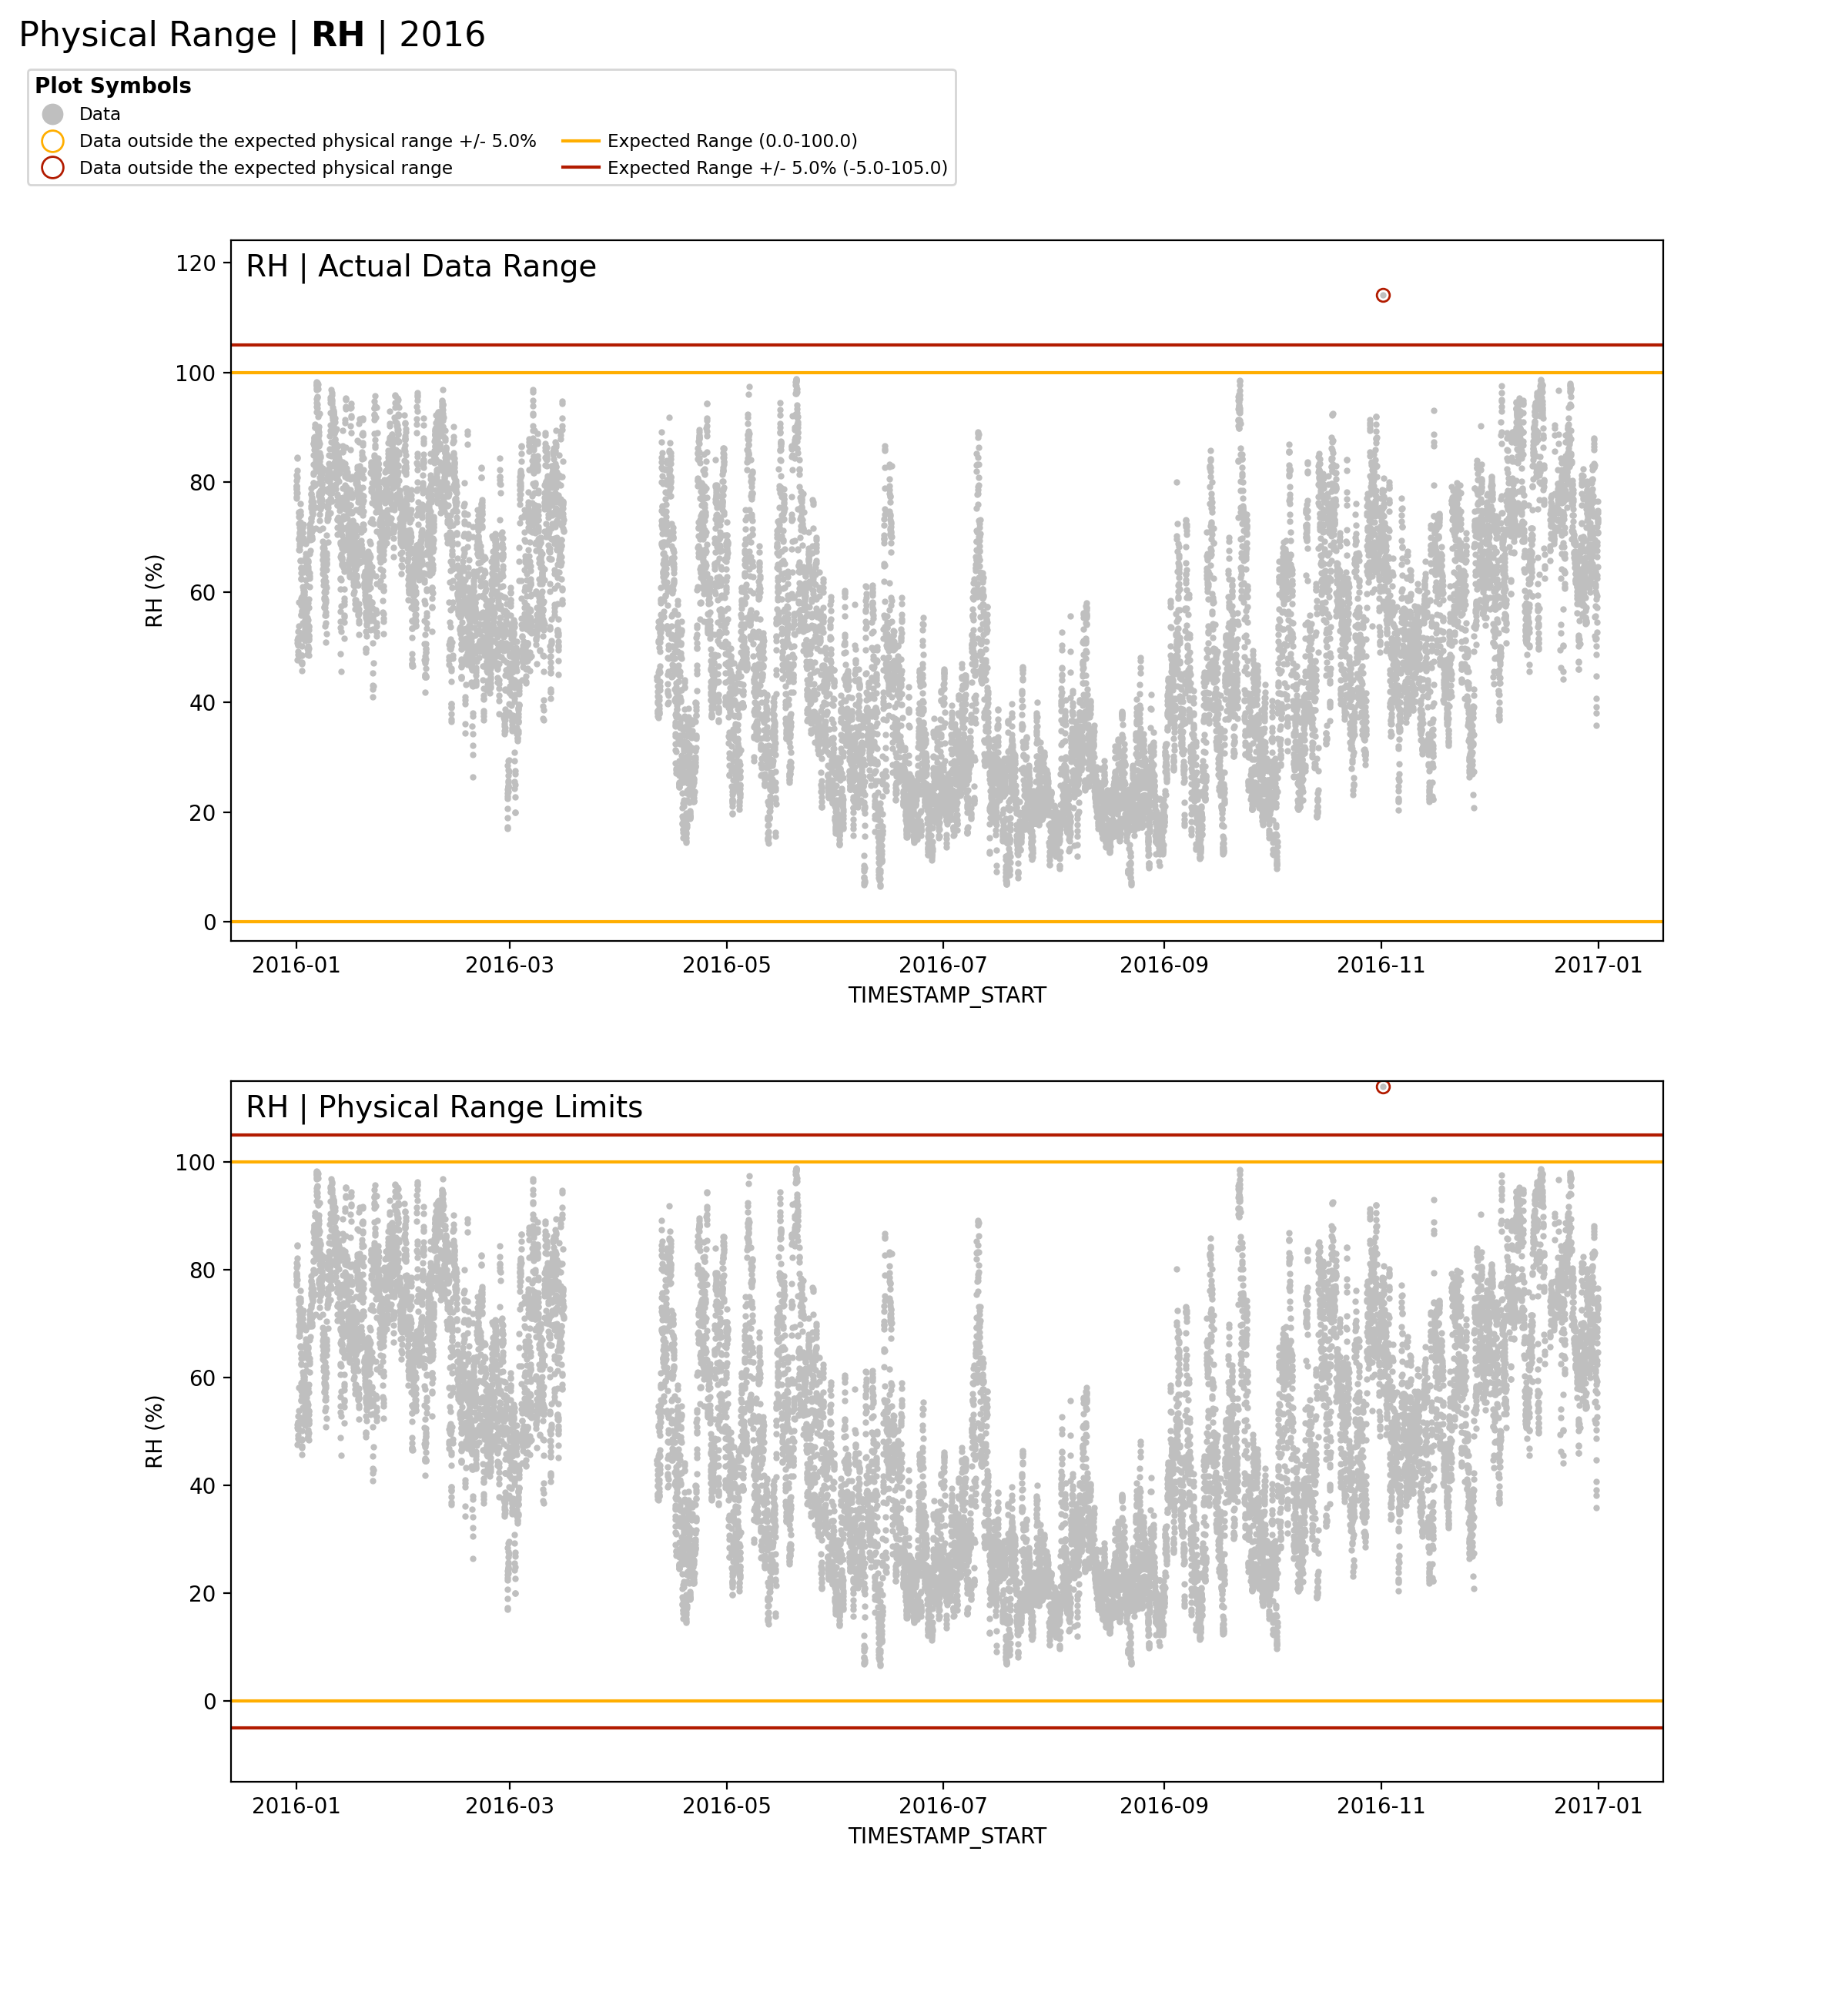 Physical Range | RH | 2016
Plot Symbols
Data
Data outside the expected physical range +/- 5.0%
Data outside the expected physical range
Expected Range (0.0-100.0)
Expected Range +/- 5.0% (-5.0-105.0)
RH | Actual Data Range
120
100
80
60
40
20
0
RH (%)
2016-01 2016-03 2016-05 2016-07 2016-09 2016-11 2017-01
TIMESTAMP_START
RH | Physical Range Limits
100
80
60
40
20
0
RH (%)
2016-01 2016-03 2016-05 2016-07 2016-09 2016-11 2017-01
TIMESTAMP_START